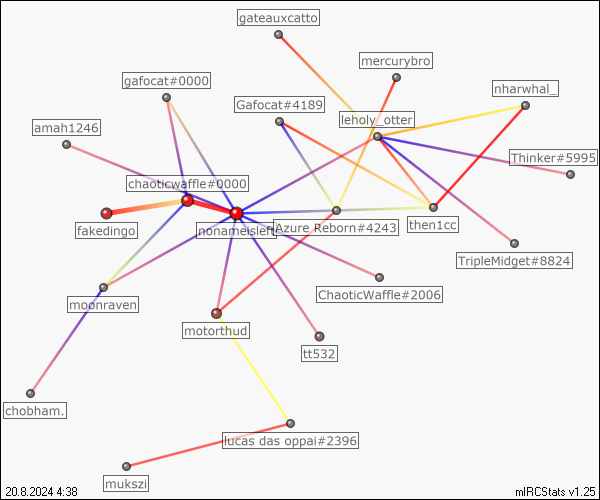 gateauxcatto
mercurybro
gafocat#0000
nharwhal_
Gafocat#4189
leholy_otter
amah1246
Thinker#5995
chaoticwaffle#0000
fakedingo
nonameisleft
Azure Reborn#4243
then1cc
TripleMidget#8824
ChaoticWaffle#2006
moonraven
motorthud
tt532
chobham.
lucas das oppai#2396
mukszi
20.8.2024 4:38
mIRCStats v1.25